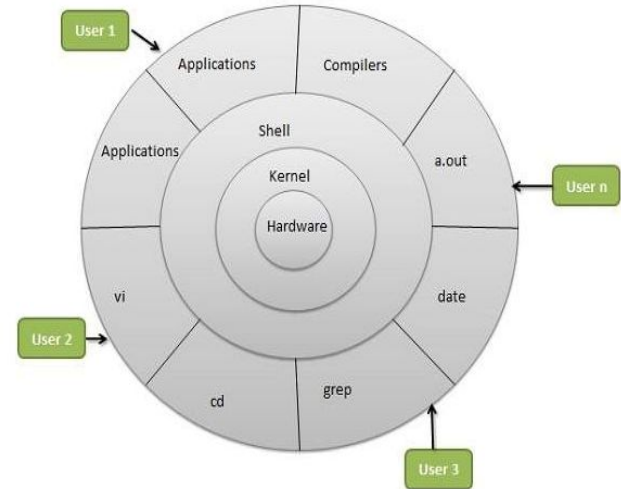 User 1
Applications
Compilers
Applications
Shell
a.out
Kernel
User n
Hardware
vi
date
User 2
cd
grep
User 3